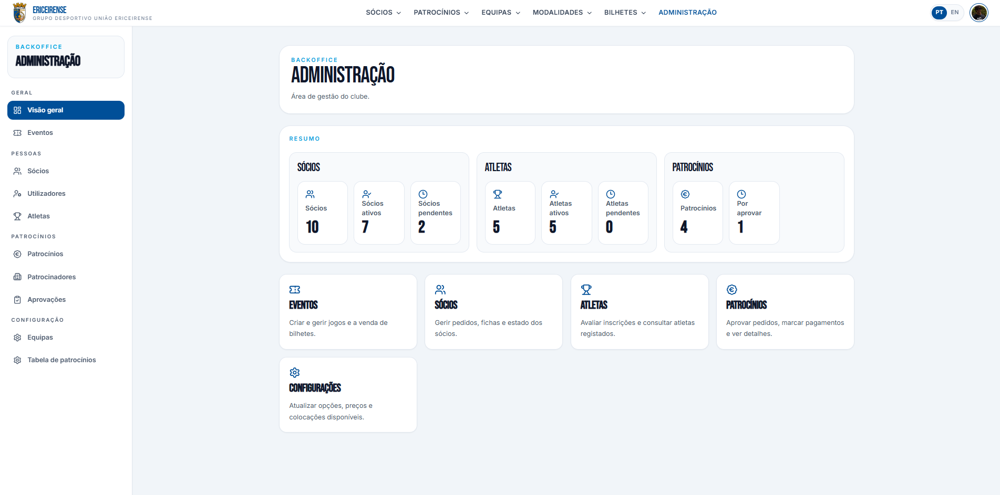 ERICEIRENSE
GRUPO DESPORTIVO UNIÃO ERICEIRENSE
SÓCIOS
PATROCÍNIOS
EQUIPAS
MODALIDADES
BILHETES
ADMINISTRAÇÃO
PT
EN
BACKOFFICE
ADMINISTRAÇÃO
GERAL
Visão geral
Eventos
PESSOAS
Sócios
Utilizadores
Atletas
PATROCÍNIOS
Patrocínios
Patrocinadores
Aprovações
CONFIGURAÇÃO
Equipas
Tabela de patrocínios
BACKOFFICE
ADMINISTRAÇÃO
Área de gestão do clube.
RESUMO
SÓCIOS
Sócios
10
Sócios
ativos
7
Sócios
pendentes
2
ATLETAS
Atletas
5
Atletas
ativos
5
Atletas
pendentes
0
PATROCÍNIOS
Patrocínios
4
Por
aprovar
1
EVENTOS
Criar e gerir jogos e a venda de
bilhetes.
SÓCIOS
Gerir pedidos, fichas e estado dos
sócios.
ATLETAS
Avaliar inscrições e consultar atletas
registados.
PATROCÍNIOS
Aprovar pedidos, marcar pagamentos
e ver detalhes.
CONFIGURAÇÕES
Atualizar opções, preços e
colocações disponíveis.